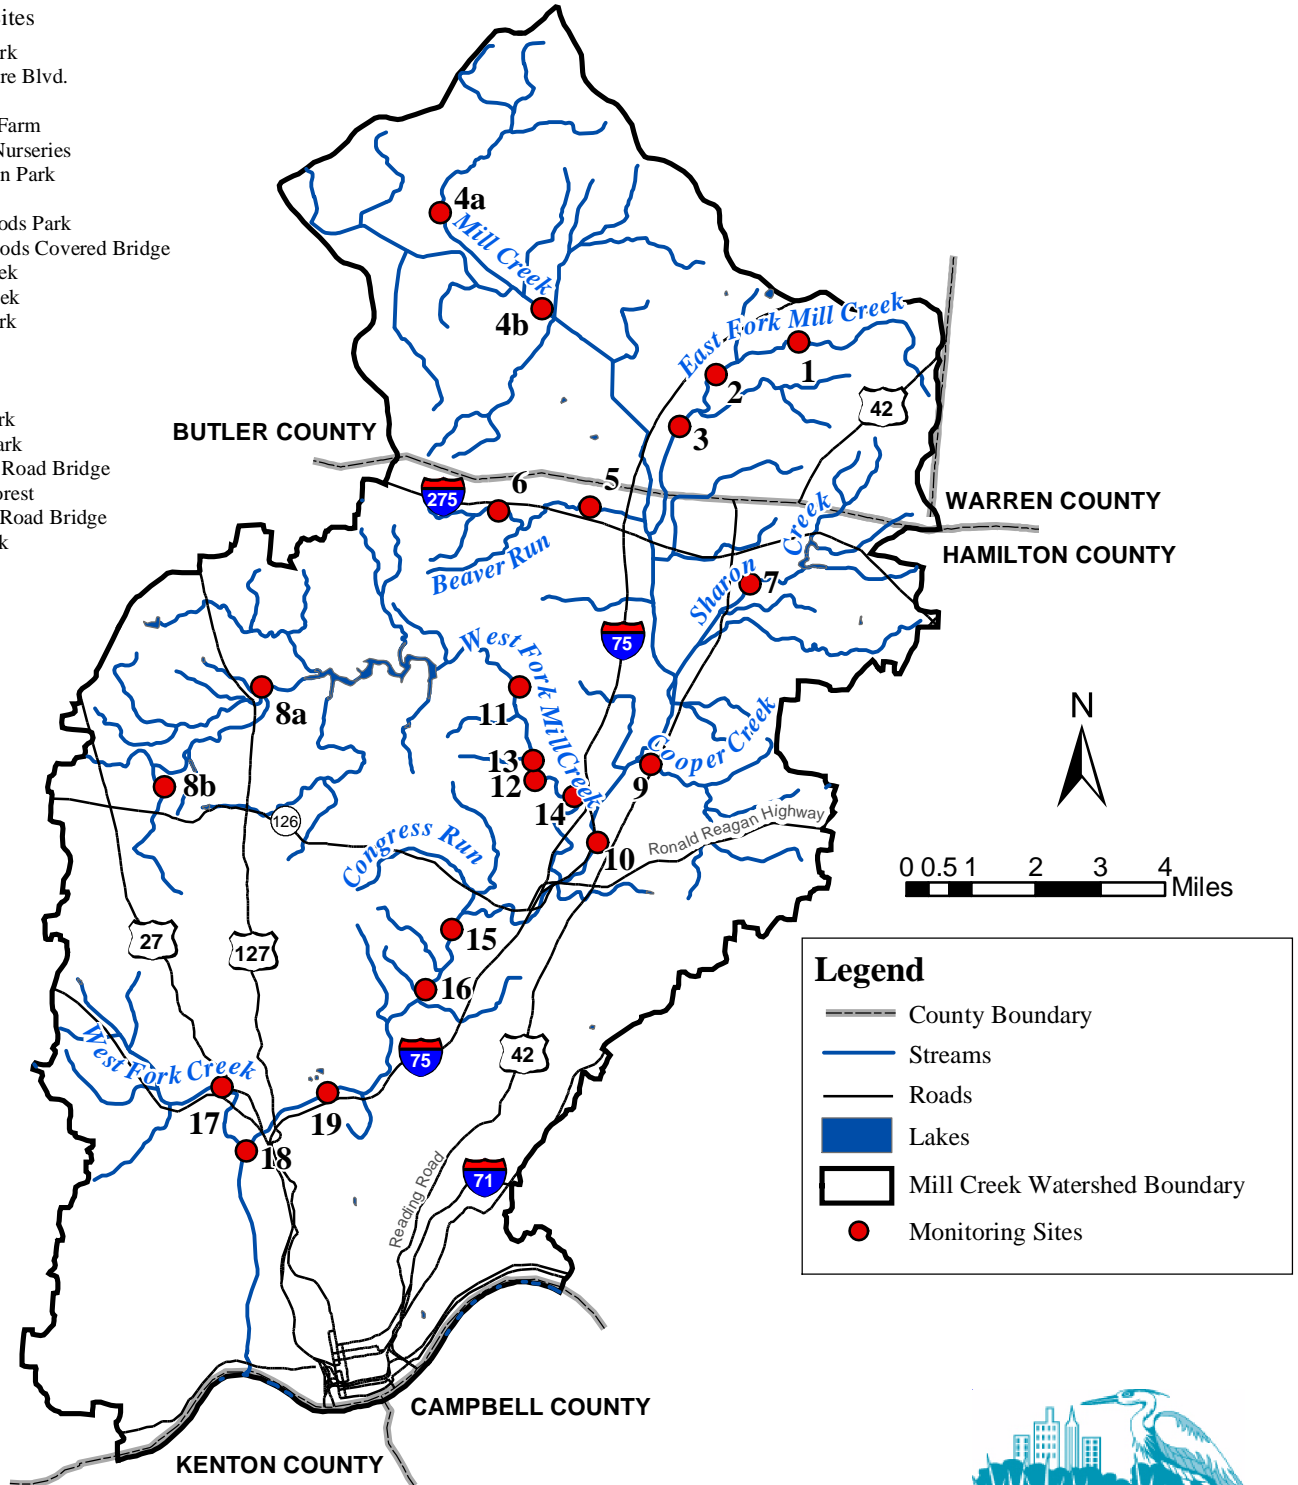 ites
rk
re Blvd.
Farm
Nurseries
n Park
ods Park
oods Covered Bridge
ek
ek
rk
rk
ark
Road Bridge
orest
Road Bridge
k
4a
Mill Creek
4b
East Fork Mill Creek
1
2
3
42
BUTLER COUNTY
6
5
275
WARREN COUNTY
HAMILTON COUNTY
Beaver Run
Sharon Creek
7
75
West Fork Mill Creek
8a
11
Cooper Creek
13
12
8b
9
14
126
Congress Run
10
Ronald Reagan Highway
N
0 0.5 1 2 3 4
Miles
27
127
15
16
42
75
West Fork Creek
17
19
18
71
Reading Road
Legend
County Boundary
Streams
Roads
Lakes
Mill Creek Watershed Boundary
Monitoring Sites
CAMPBELL COUNTY
KENTON COUNTY